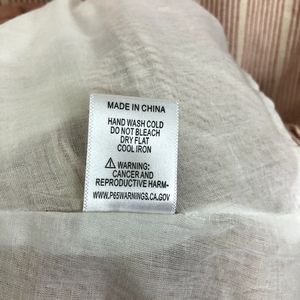 MADE IN CHINA
HAND WASH COLD
DO NOT BLEACH
DRY FLAT
COOL IRON
⚠ WARNING:
CANCER AND
REPRODUCTIVE HARM-
WWW.P65WARNINGS.CA.GOV